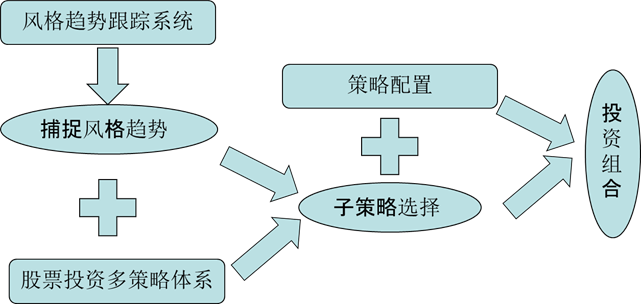 风格趋势跟踪系统
捕捉风格趋势
股票投资多策略体系
策略配置
子策略选择
投资组合